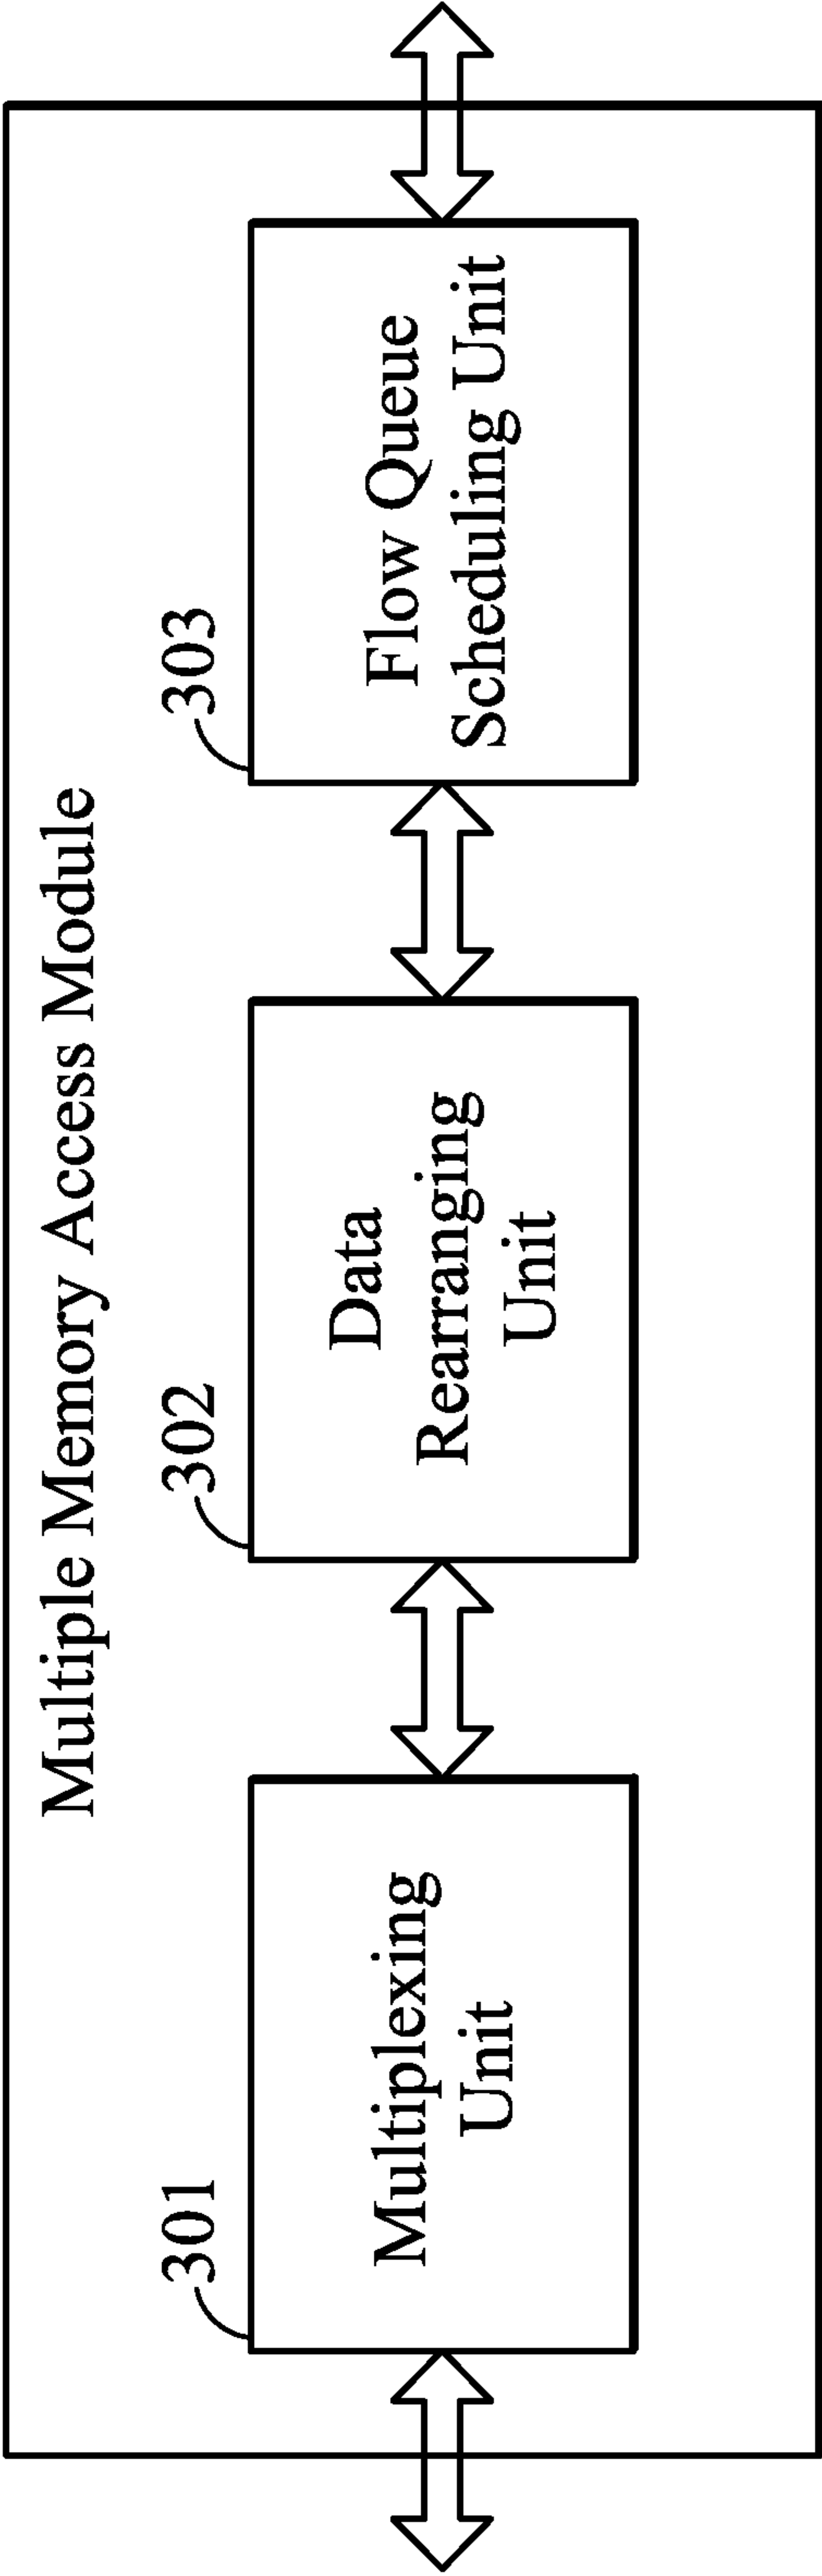 Multiple Memory Access Module
301
Multiplexing
Unit
302
Data
Rearranging
Unit
303
Flow Queue
Scheduling Unit